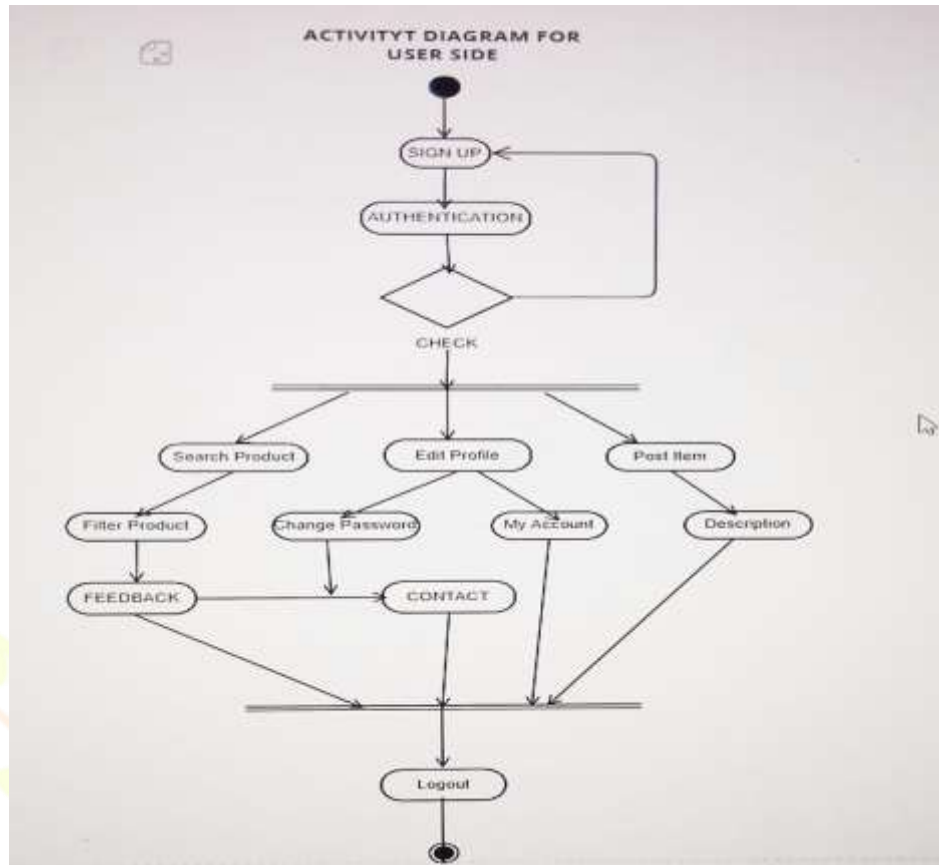 ACTIVITYT DIAGRAM FOR
USER SIDE
SIGN UP
AUTHENTICATION
CHECK
Search Product
Edit Profile
Post Item
Filter Product
Change Password
My Account
Description
FEEDBACK
CONTACT
Logout